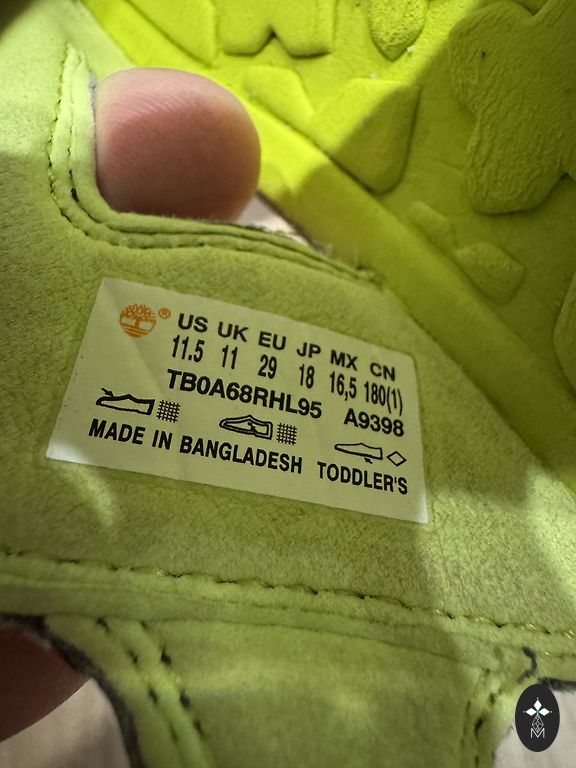 ® US UK EU JP MX CN
11.5 11 29 18 16,5 180(1)
TB0A68RHL95 A9398
MADE IN BANGLADESH TODDLER'S
M